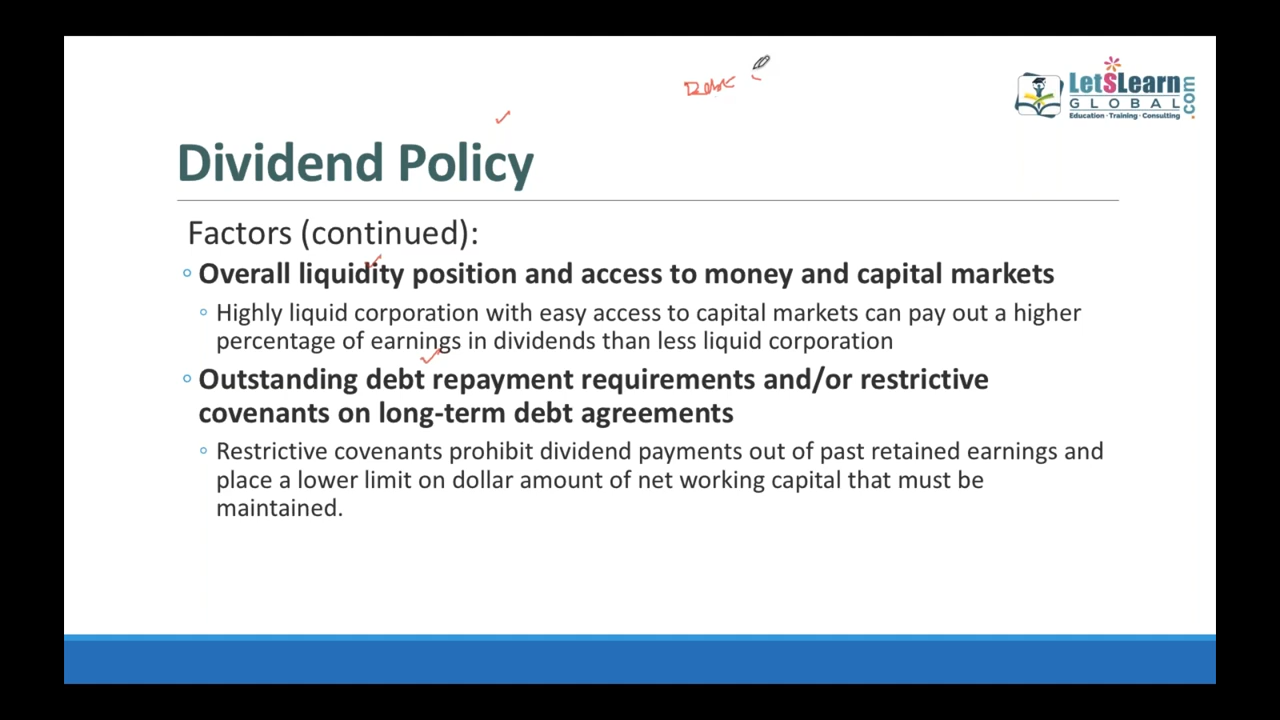 Debt
LetSLearn
GLOBAL
.com
Education · Training · Consulting
Dividend Policy
Factors (continued):
Overall liquidity position and access to money and capital markets
Highly liquid corporation with easy access to capital markets can pay out a higher
percentage of earnings in dividends than less liquid corporation
Outstanding debt repayment requirements and/or restrictive
covenants on long-term debt agreements
Restrictive covenants prohibit dividend payments out of past retained earnings and
place a lower limit on dollar amount of net working capital that must be
maintained.